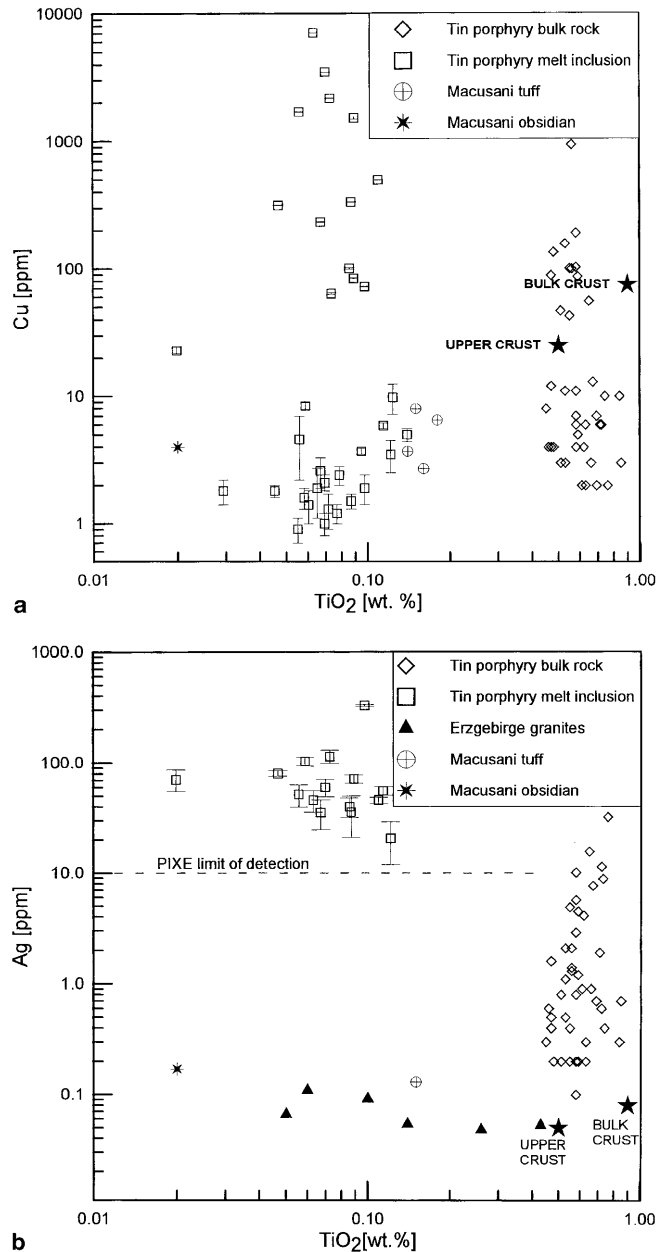 10000
1000
100
10
1
Cu [ppm]
Tin porphyry bulk rock
Tin porphyry melt inclusion
Macusani tuff
Macusani obsidian
BULK CRUST
UPPER CRUST
0.01
0.10
1.00
TiO2 [wt. %]
a
1000.0
100.0
10.0
1.0
0.1
Ag [ppm]
Tin porphyry bulk rock
Tin porphyry melt inclusion
Erzgebirge granites
Macusani tuff
Macusani obsidian
PIXE limit of detection
UPPER
CRUST
BULK
CRUST
0.01
0.10
1.00
TiO2[wt.%]
b